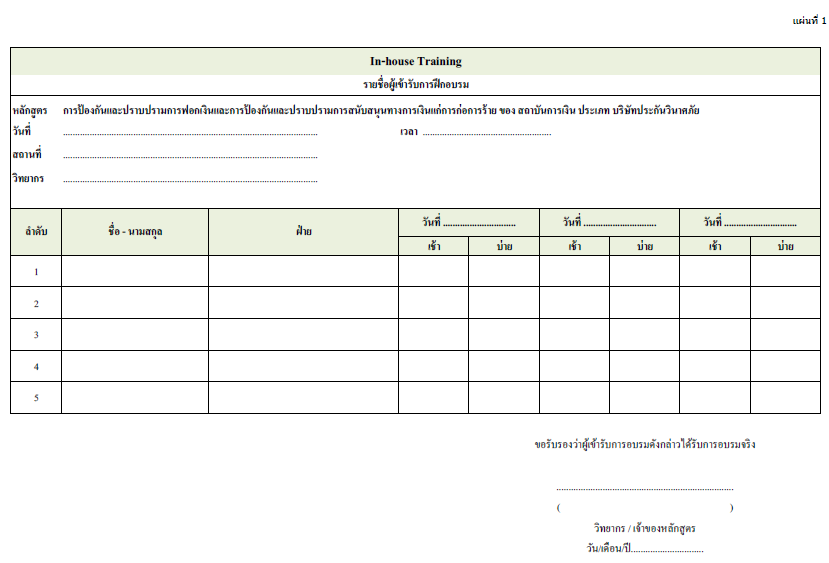 แผ่นที่ 1
In-house Training
รายชื่อผู้เข้ารับการฝึกอบรม
หลักสูตร การป้องกันและปราบปรามการฟอกเงินและการป้องกันและปราบปรามการสนับสนุนทางการเงินแก่การก่อการร้าย ของ สถาบันการเงิน ประเภท บริษัทประกันวินาศภัย
วันที่ .......................................................................................................... เวลา ......................................................
สถานที่ ..........................................................................................................
วิทยากร ..........................................................................................................
ลำดับ ชื่อ - นามสกุล ฝ่าย วันที่ .............................. วันที่ .............................. วันที่ ..............................
เช้า บ่าย เช้า บ่าย เช้า บ่าย
1
2
3
4
5
ขอรับรองว่าผู้เข้ารับการอบรมดังกล่าวได้รับการอบรมจริง
..........................................................................
( )
วิทยากร / เจ้าของหลักสูตร
วัน/เดือน/ปี..............................